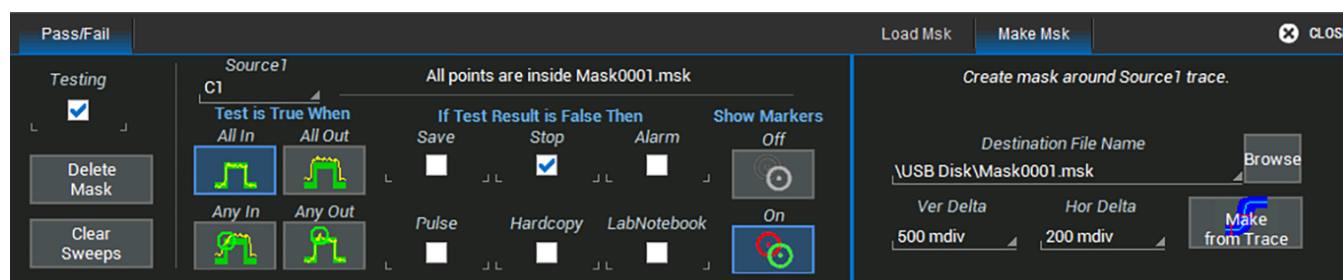 Pass/Fail
Load Msk
Make Msk
CLOS
Testing
Source1
C1
All points are inside Mask0001.msk
Create mask around Source1 trace.
Test is True When
If Test Result is False Then
Show Markers
All In
All Out
Save
Stop
Alarm
Off
Delete
Mask
Destination File Name
\USB Disk\Mask0001.msk
Browse
Any In
Any Out
Pulse
Hardcopy
LabNotebook
On
Clear
Sweeps
Ver Delta
Hor Delta
500 mdiv
200 mdiv
Make
from Trace